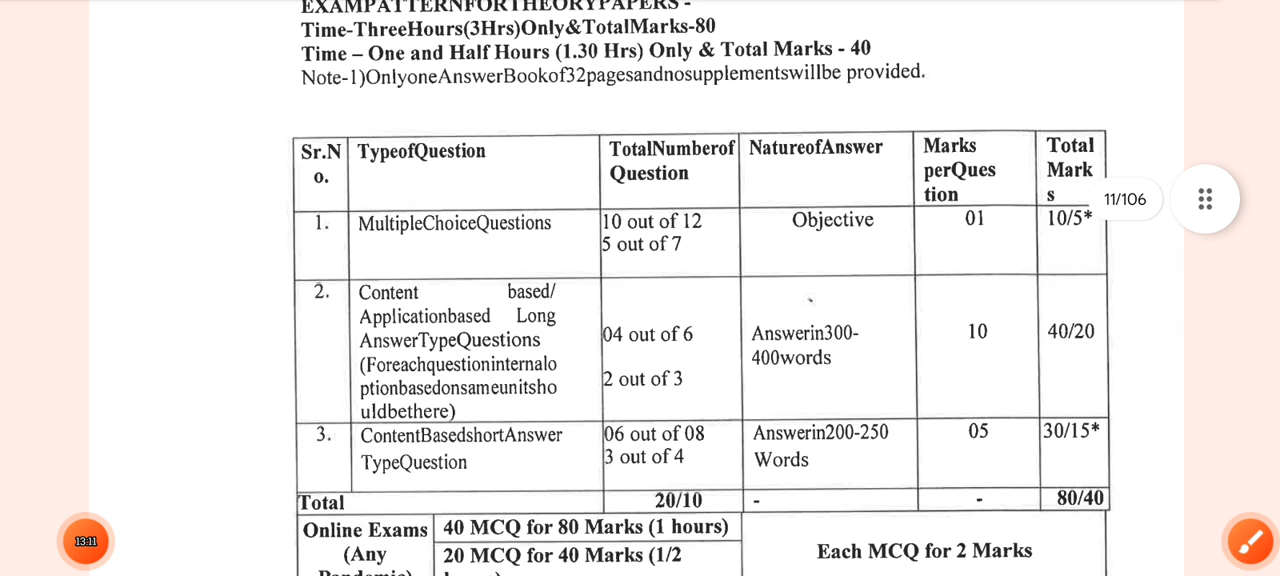 EXAMPATTERNFORTHEORYPAPERS -
Time-ThreeHours(3Hrs)Only&TotalMarks-80
Time – One and Half Hours (1.30 Hrs) Only & Total Marks - 40
Note-1)OnlyoneAnswerBookof32pagesandnosupplementswillbe provided.
Sr.N
o.
TypeofQuestion
TotalNumberof
Question
NatureofAnswer
Marks
perQues
tion
Total
Mark
s
1.
MultipleChoiceQuestions
10 out of 12
5 out of 7
Objective
01
10/5*
2.
Content based/
Applicationbased Long
AnswerTypeQuestions
(Foreachquestioninternalo
ptionbasedonsameunitsho
uldbethere)
04 out of 6
2 out of 3
Answerin300-
400words
10
40/20
3.
ContentBasedshortAnswer
TypeQuestion
06 out of 08
3 out of 4
Answerin200-250
Words
05
30/15*
Total
20/10
-
-
80/40
Online Exams
(Any
Pandemic)
40 MCQ for 80 Marks (1 hours)
20 MCQ for 40 Marks (1/2
Each MCQ for 2 Marks
11/106
13:11